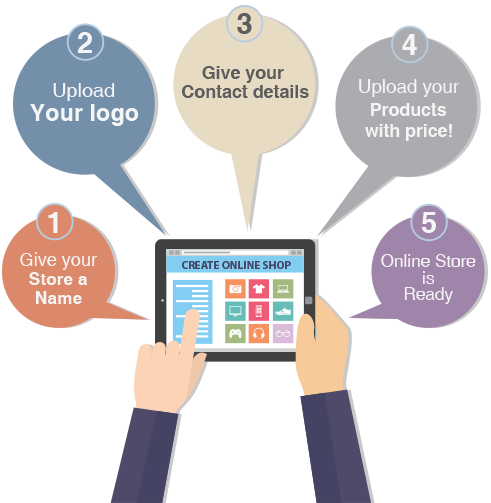 1
Give your
Store a
Name
2
Upload
Your logo
3
Give your
Contact details
4
Upload your
Products
with price!
5
Online Store
is
Ready
CREATE ONLINE SHOP